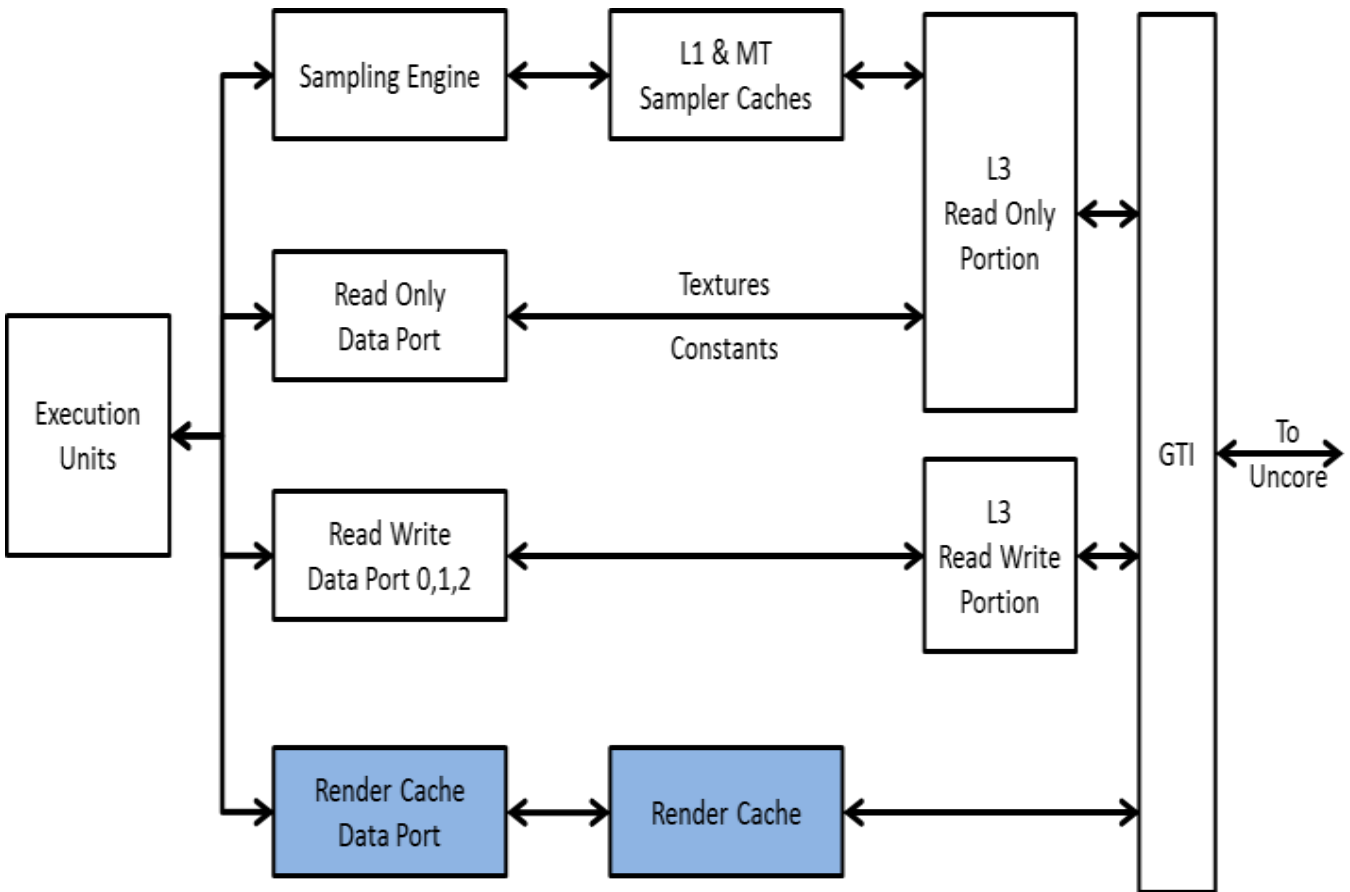 Sampling Engine
L1 & MT
Sampler Caches
L3
Read Only
Portion
Read Only
Data Port
Textures
Constants
Execution
Units
GTI
To
Uncore
Read Write
Data Port 0,1,2
L3
Read Write
Portion
Render Cache
Data Port
Render Cache